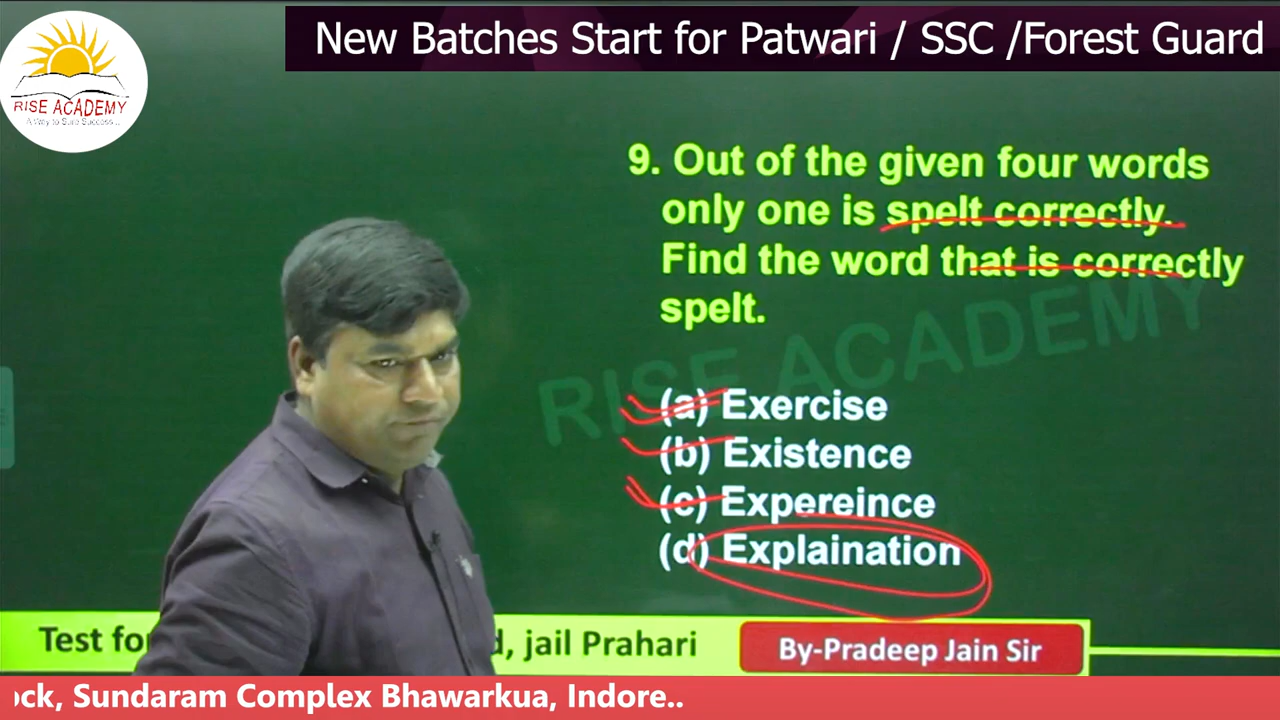 New Batches Start for Patwari / SSC /Forest Guard
RISE ACADEMY
A Way to Sure Success...
9. Out of the given four words
only one is spelt correctly.
Find the word that is correctly
spelt.
RISE ACADEMY
(a) Exercise
(b) Existence
(c) Expereince
(d) Explaination
Test for jail Prahari
By-Pradeep Jain Sir
Sundaram Complex Bhawarkua, Indore..